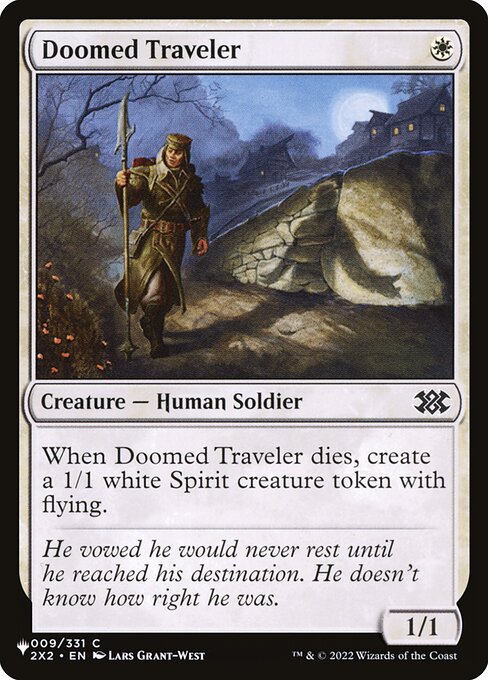 Doomed Traveler
Creature — Human Soldier
When Doomed Traveler dies, create
a 1/1 white Spirit creature token with
flying.
He vowed he would never rest until
he reached his destination. He doesn't
know how right he was.
1/1
009/331 C
2X2 • EN Lars Grant-West
™ & © 2022 Wizards of the Coast